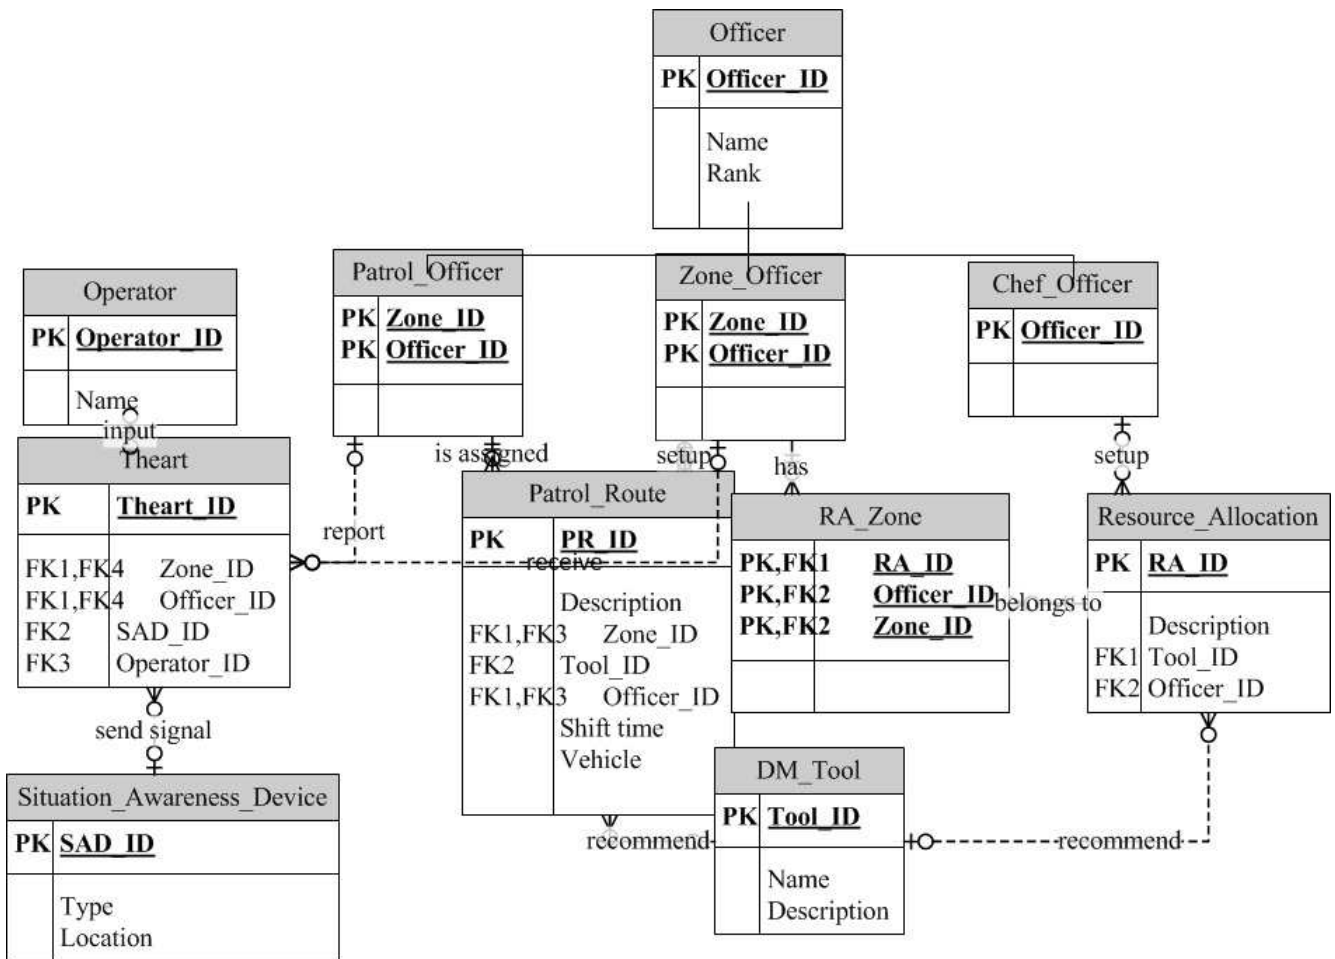 Officer
PK Officer_ID
Name
Rank
Patrol_Officer
PK Zone_ID
PK Officer_ID
Zone_Officer
PK Zone_ID
PK Officer_ID
Chef_Officer
PK Officer_ID
Operator
PK Operator_ID
Name
input
is assigned
setup
has
setup
report
receive
Theart
PK Theart_ID
FK1,FK4 Zone_ID
FK1,FK4 Officer_ID
FK2 SAD_ID
FK3 Operator_ID
Patrol_Route
PK PR_ID
Description
FK1,FK3 Zone_ID
FK2 Tool_ID
FK1,FK3 Officer_ID
Shift time
Vehicle
RA_Zone
PK,FK1 RA_ID
PK,FK2 Officer_ID
PK,FK2 Zone_ID
belongs to
Resource_Allocation
PK RA_ID
Description
FK1 Tool_ID
FK2 Officer_ID
send signal
Situation_Awareness_Device
PK SAD_ID
Type
Location
recommend
DM_Tool
PK Tool_ID
Name
Description
recommend